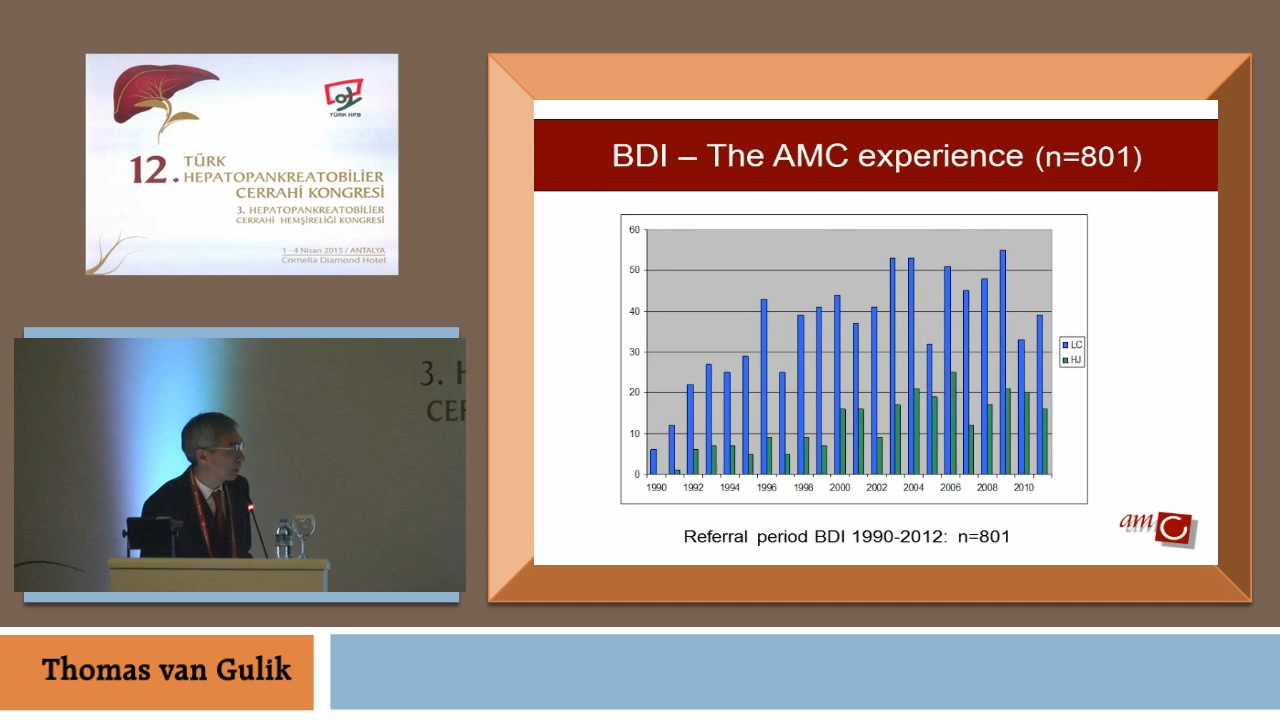 TÜRK HPB
12. TÜRK
HEPATOPANKREATOBİLİER
CERRAHİ KONGRESİ
3. HEPATOPANKREATOBİLİER
CERRAHİ HEMŞİRELİĞİ KONGRESİ
1 - 4 Nisan 2015 / ANTALYA
Cornelia Diamond Hotel
3. H
CER
BDI – The AMC experience (n=801)
60
50
40
30
20
10
0
1990 1992 1994 1996 1998 2000 2002 2004 2006 2008 2010
LC
HJ
Referral period BDI 1990-2012: n=801
amC
Thomas van Gulik